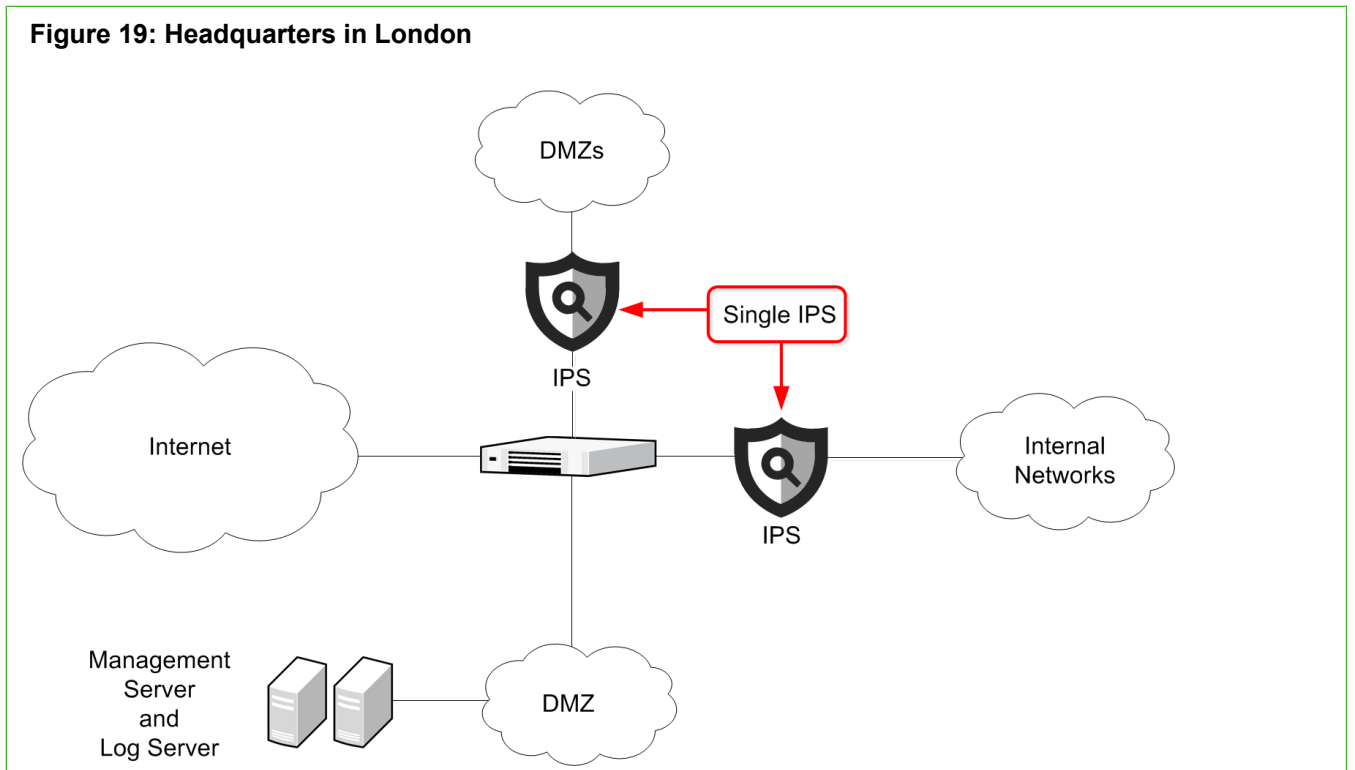 Figure 19: Headquarters in London
DMZs
Single IPS
IPS
Internet
Internal
Networks
IPS
Management
Server
and
Log Server
DMZ